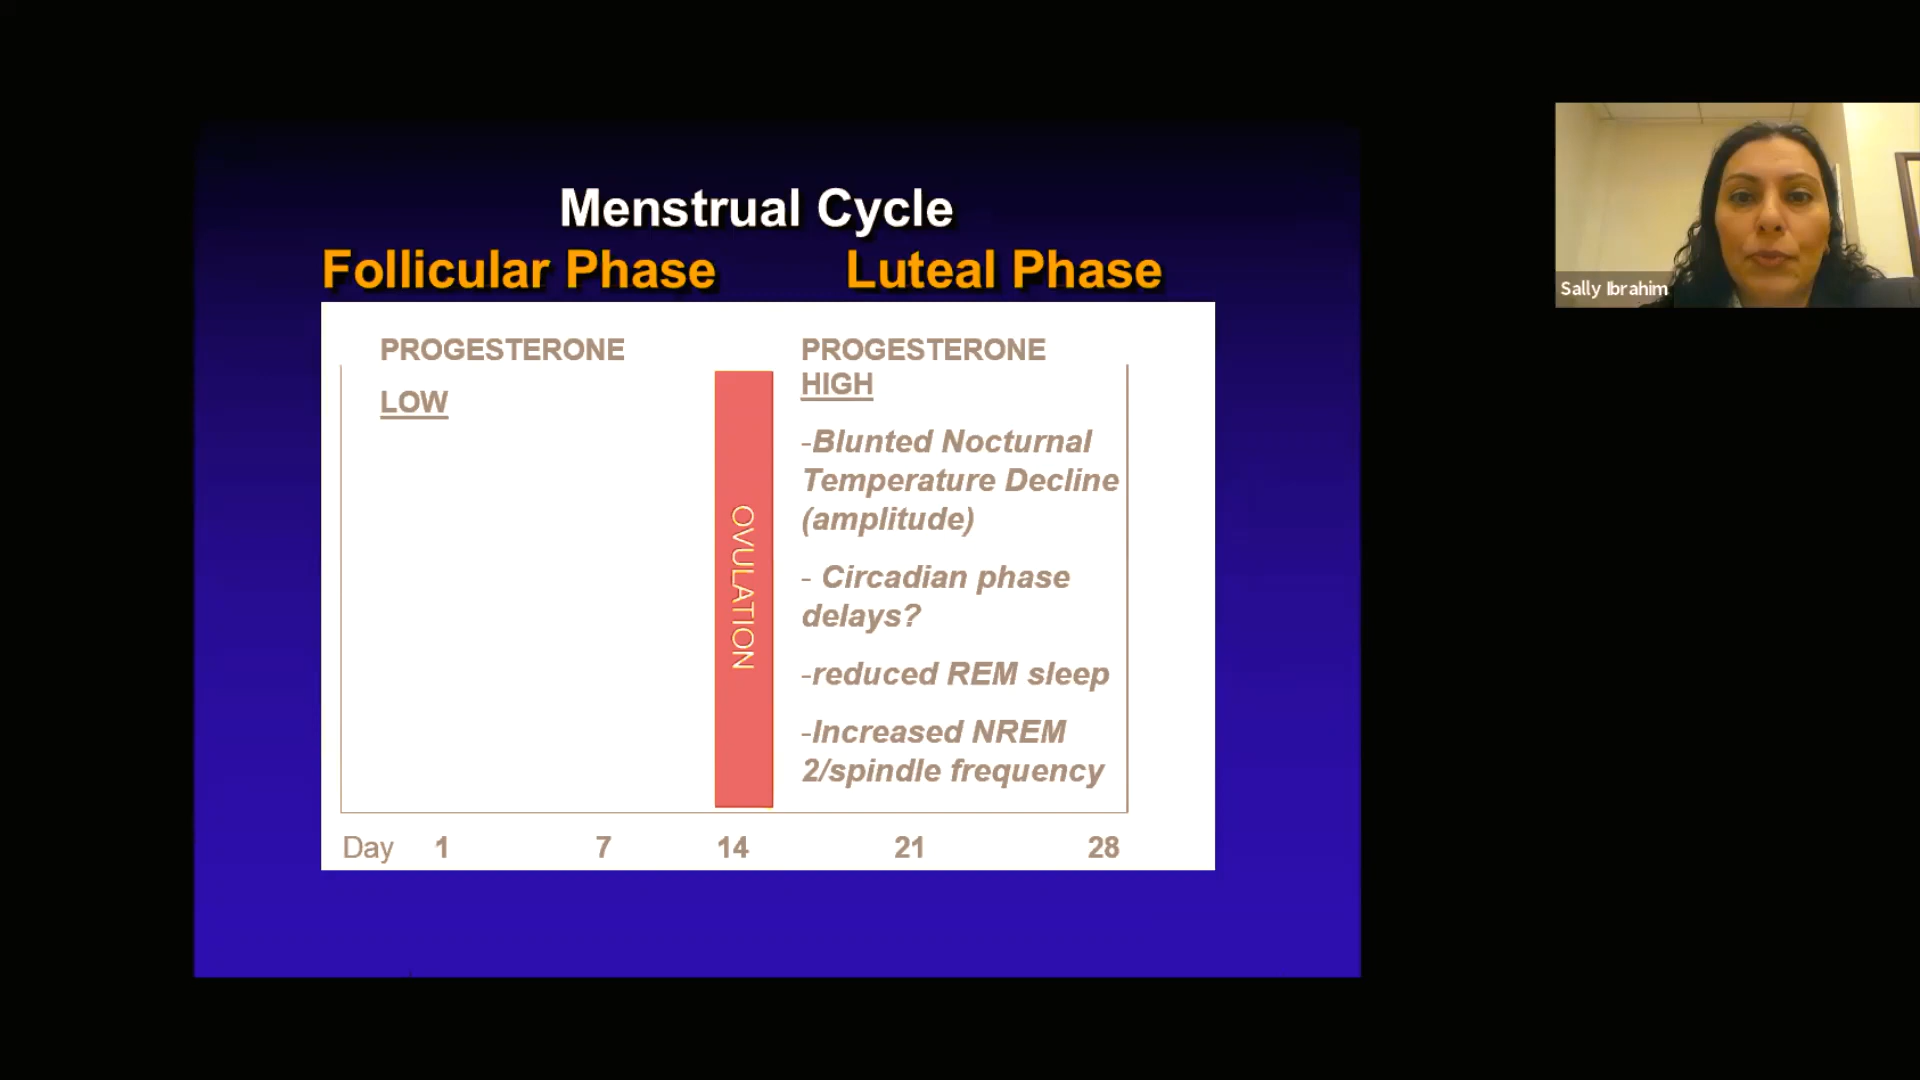 Menstrual Cycle
Follicular Phase
Luteal Phase
PROGESTERONE
LOW
OVULATION
PROGESTERONE
HIGH
-Blunted Nocturnal
Temperature Decline
(amplitude)
- Circadian phase
delays?
-reduced REM sleep
-Increased NREM
2/spindle frequency
Day 1 7 14 21 28
Sally Ibrahim